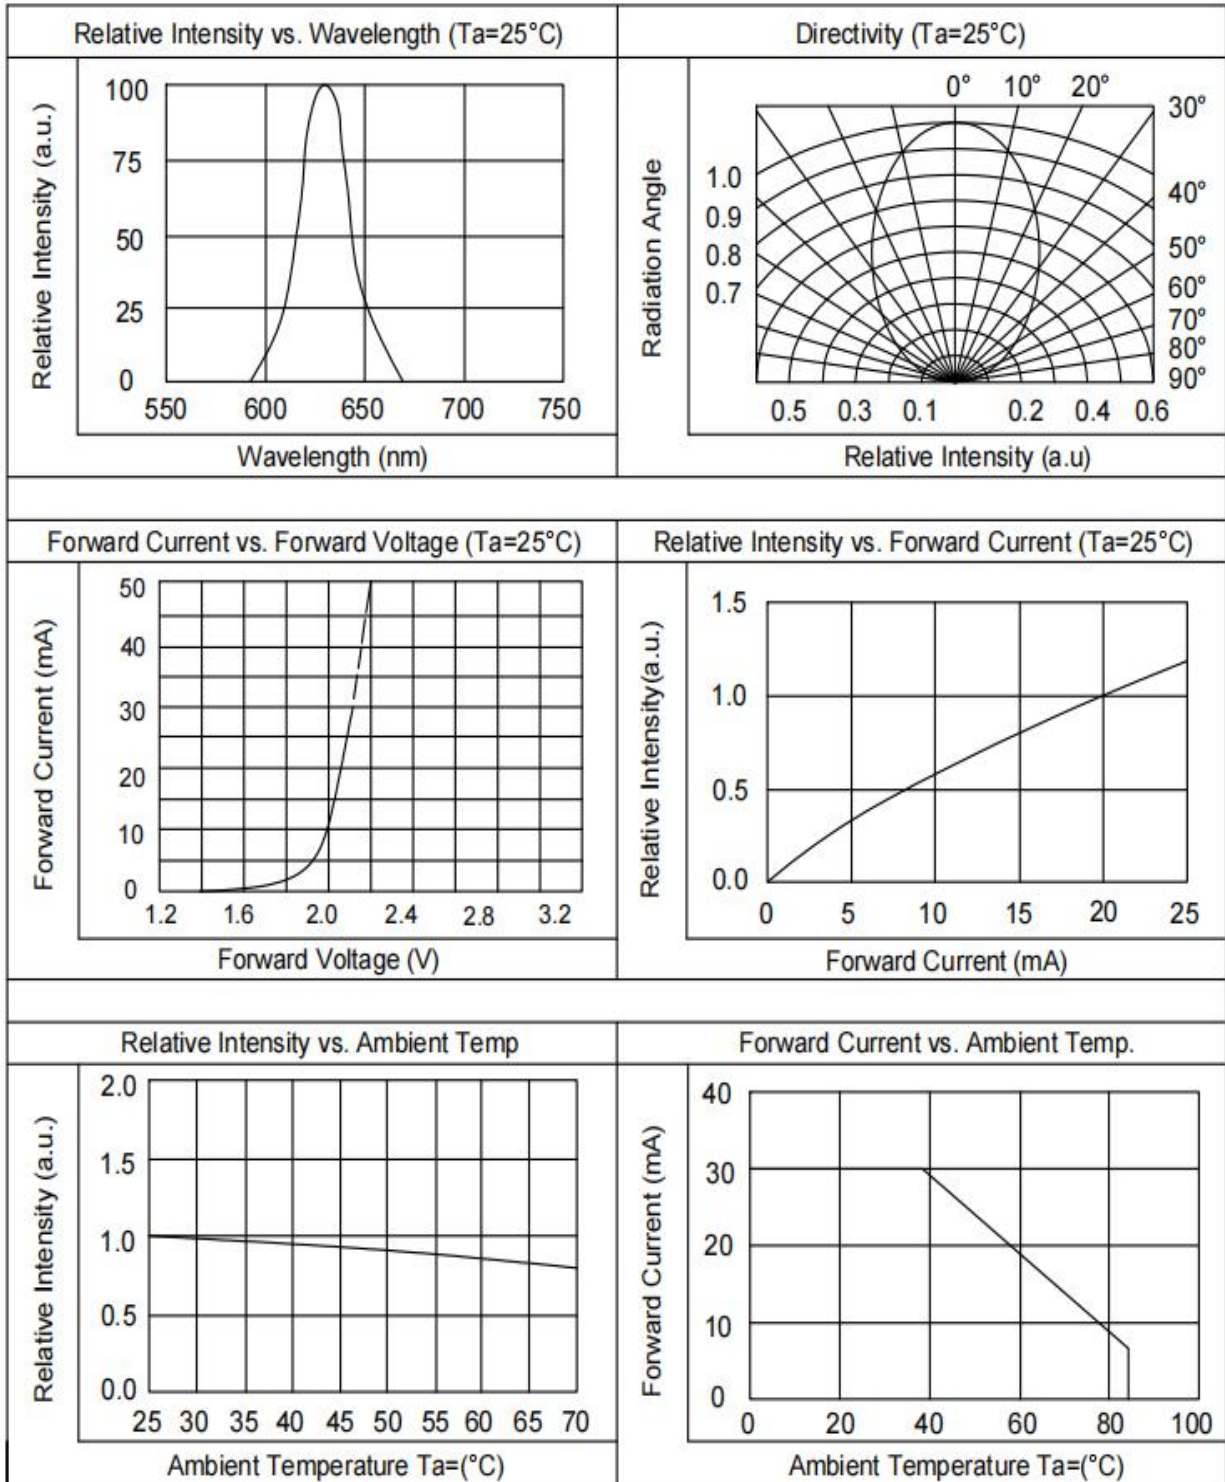 Relative Intensity vs. Wavelength (Ta=25°C)
Relative Intensity (a.u.)
100
75
50
25
0
550 600 650 700 750
Wavelength (nm)
Directivity (Ta=25°C)
Radiation Angle
0° 10° 20°
30°
40°
50°
60°
70°
80°
90°
1.0
0.9
0.8
0.7
0.5 0.3 0.1 0.2 0.4 0.6
Relative Intensity (a.u)
Forward Current vs. Forward Voltage (Ta=25°C)
Forward Current (mA)
50
40
30
20
10
0
1.2 1.6 2.0 2.4 2.8 3.2
Forward Voltage (V)
Relative Intensity vs. Forward Current (Ta=25°C)
Relative Intensity(a.u.)
1.5
1.0
0.5
0.0
0 5 10 15 20 25
Forward Current (mA)
Relative Intensity vs. Ambient Temp
Relative Intensity (a.u.)
2.0
1.5
1.0
0.5
0.0
25 30 35 40 45 50 55 60 65 70
Ambient Temperature Ta=(°C)
Forward Current vs. Ambient Temp.
Forward Current (mA)
40
30
20
10
0
0 20 40 60 80 100
Ambient Temperature Ta=(°C)